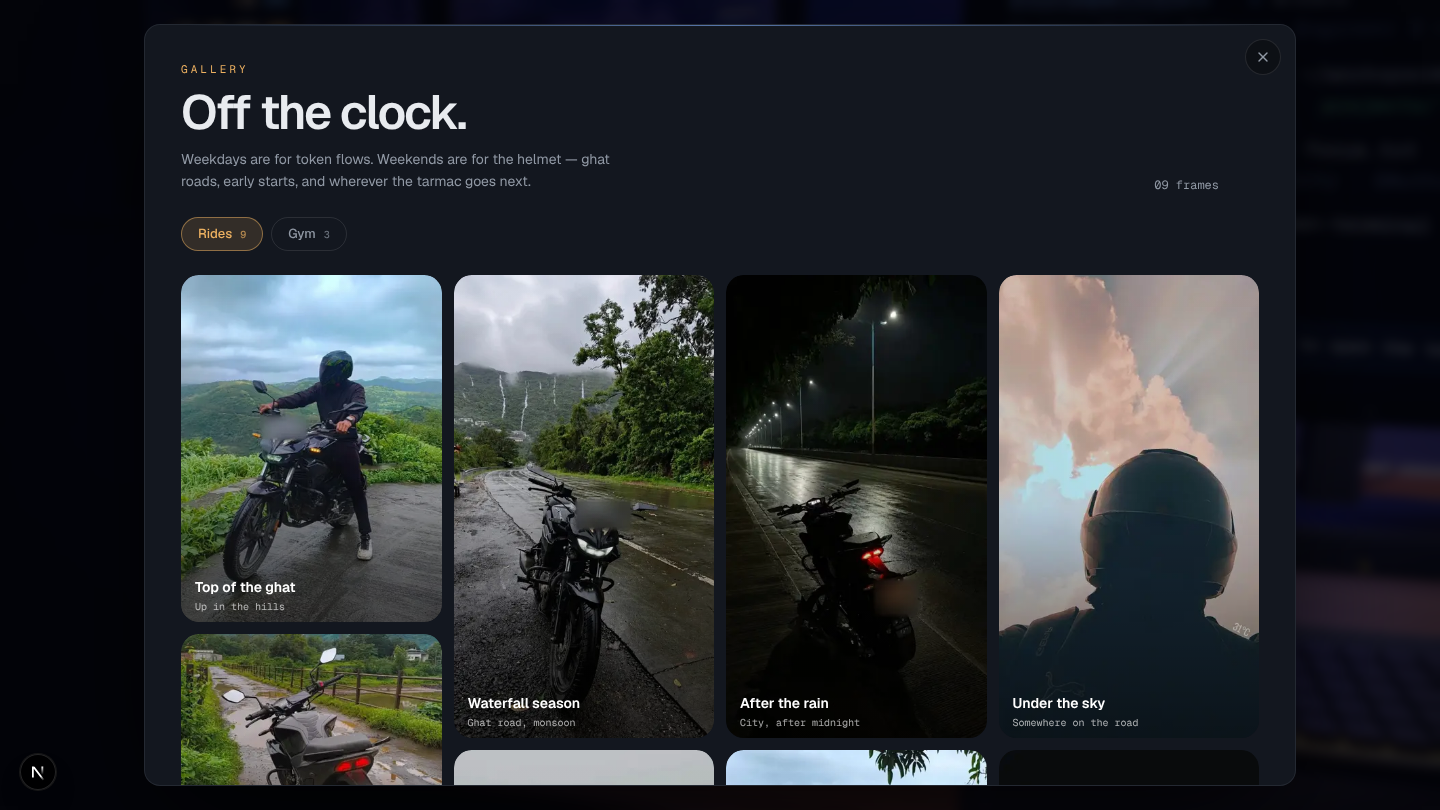 GALLERY
Off the clock.
Weekdays are for token flows. Weekends are for the helmet — ghat
roads, early starts, and wherever the tarmac goes next.
09 frames
Rides 9
Gym 3
Top of the ghat
Up in the hills
31°C
Waterfall season
Ghat road, monsoon
After the rain
City, after midnight
Under the sky
Somewhere on the road
N